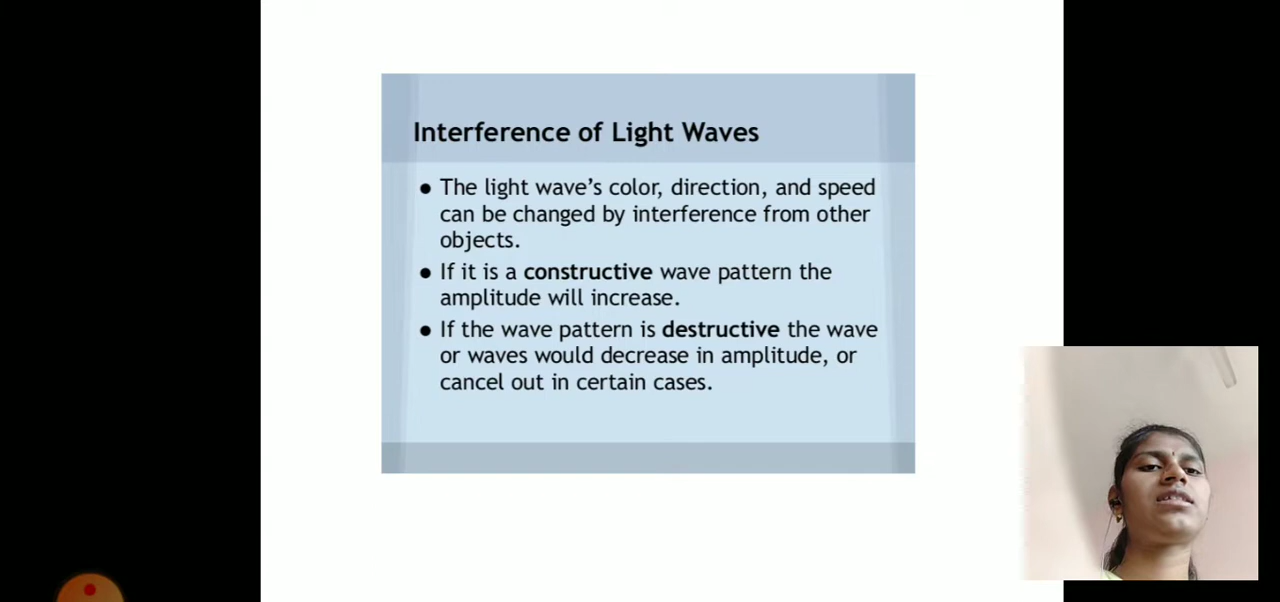 Interference of Light Waves
● The light wave's color, direction, and speed
can be changed by interference from other
objects.
● If it is a constructive wave pattern the
amplitude will increase.
● If the wave pattern is destructive the wave
or waves would decrease in amplitude, or
cancel out in certain cases.